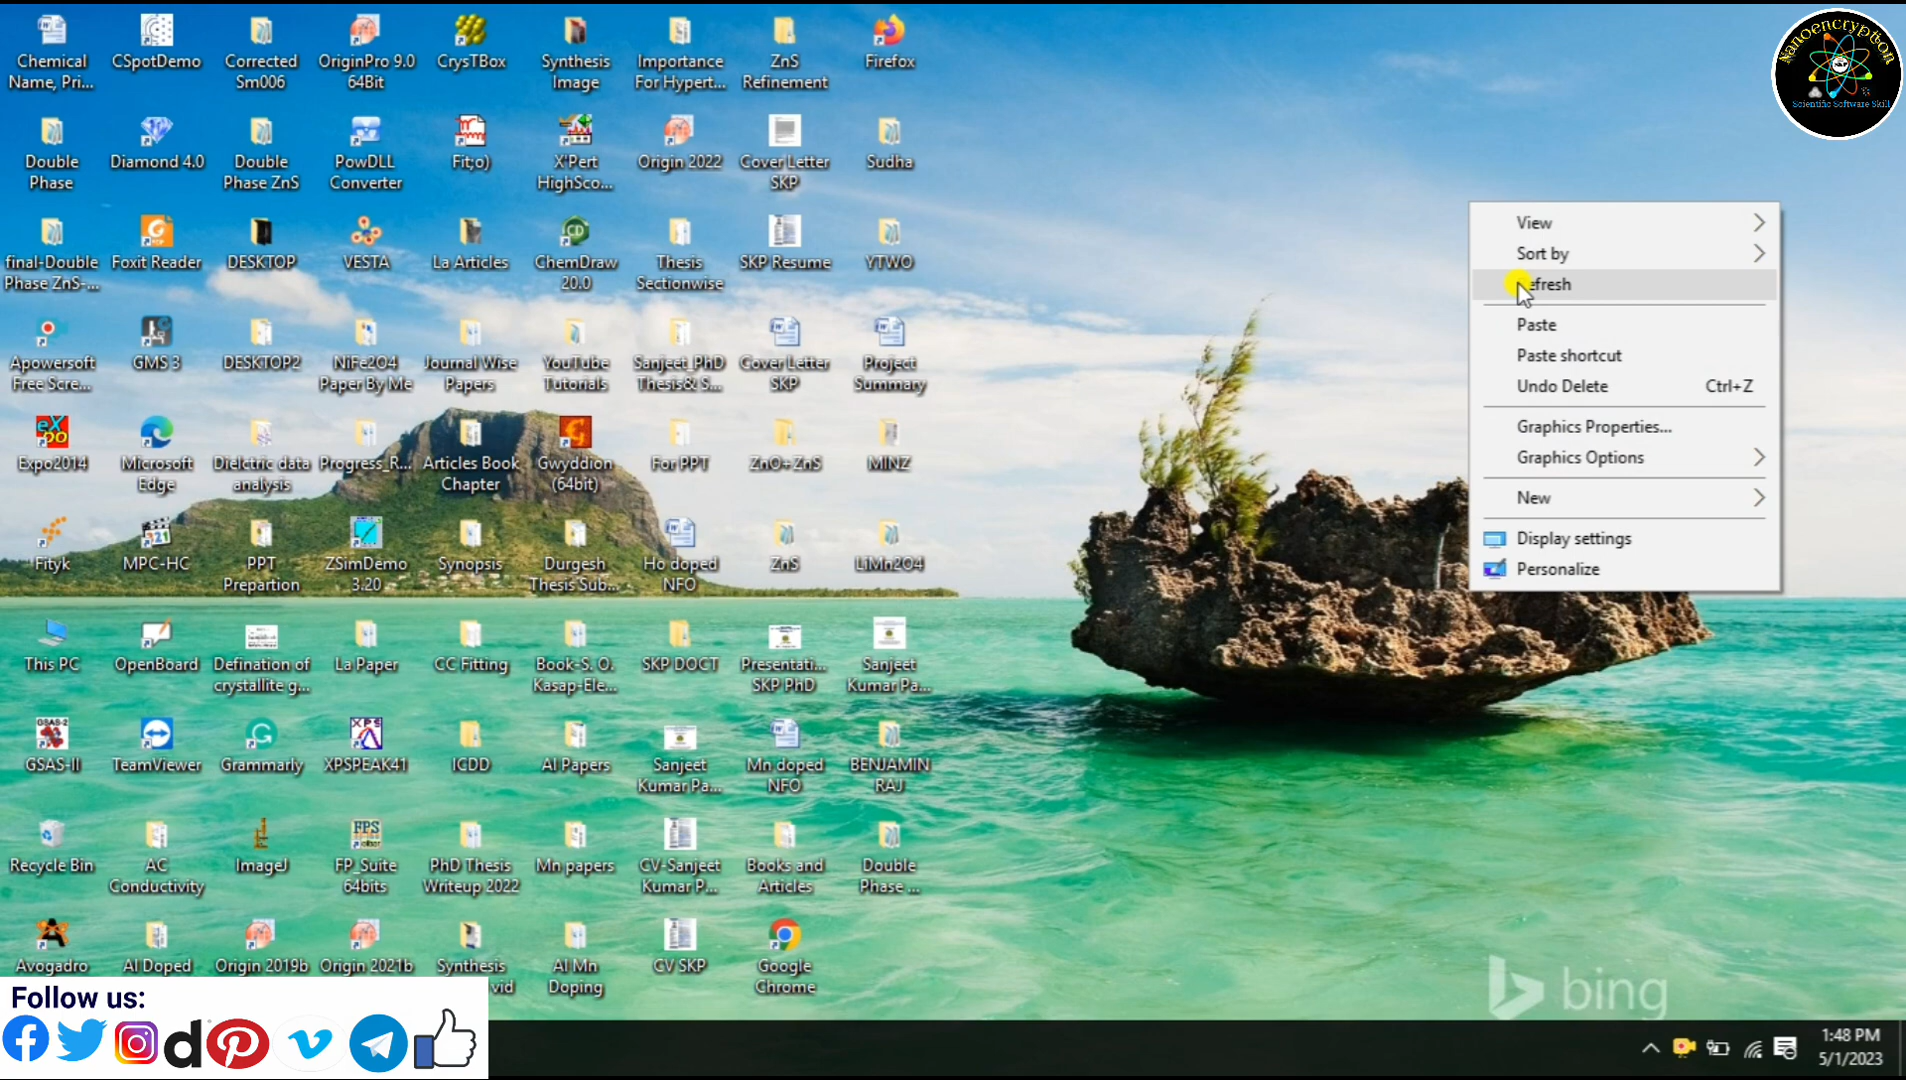 Chemical
Name, Pri...
CSpotDemo
Corrected
Sm006
OriginPro 9.0
64Bit
CrysTBox
Synthesis
Image
Importance
For Hypert...
ZnS
Refinement
Firefox
Nanoencryption
Scientific Software Skill
Double
Phase
Diamond 4.0
Double
Phase ZnS
PowDLL
Converter
Fit;o)
X'Pert
HighSco...
Origin 2022
Cover Letter
SKP
Sudha
final-Double
Phase ZnS-...
Foxit Reader
DESKTOP
VESTA
La Articles
ChemDraw
20.0
Thesis
Sectionwise
SKP Resume
YTWO
Apowersoft
Free Scre...
GMS 3
DESKTOP2
NiFe2O4
Paper By Me
Journal Wise
Papers
YouTube
Tutorials
Sanjeet_PhD
Thesis& S...
Cover Letter
SKP
Project
Summary
Expo2014
Microsoft
Edge
Dielctric data
analysis
Progress_R...
Articles Book
Chapter
Gwyddion
(64bit)
For PPT
ZnO+ZnS
MINZ
Fityk
MPC-HC
PPT
Prepartion
ZSimDemo
3.20
Synopsis
Durgesh
Thesis Sub...
Ho doped
NFO
ZnS
LiMn2O4
This PC
OpenBoard
Defination of
crystallite g...
La Paper
CC Fitting
Book-S. O.
Kasap-Ele...
SKP DOCT
Presentati...
SKP PhD
Sanjeet
Kumar Pa...
GSAS-II
TeamViewer
Grammarly
XPSPEAK41
ICDD
Al Papers
Sanjeet
Kumar Pa...
Mn doped
NFO
BENJAMIN
RAJ
Recycle Bin
AC
Conductivity
ImageJ
FP_Suite
64bits
PhD Thesis
Writeup 2022
Mn papers
CV-Sanjeet
Kumar P...
Books and
Articles
Double
Phase ...
Avogadro
Al Doped
Origin 2019b
Origin 2021b
Synthesis
vid
Al Mn
Doping
CV SKP
Google
Chrome
View
Sort by
efresh
Paste
Paste shortcut
Undo Delete Ctrl+Z
Graphics Properties...
Graphics Options
New
Display settings
Personalize
bing
Follow us:
1:48 PM
5/1/2023